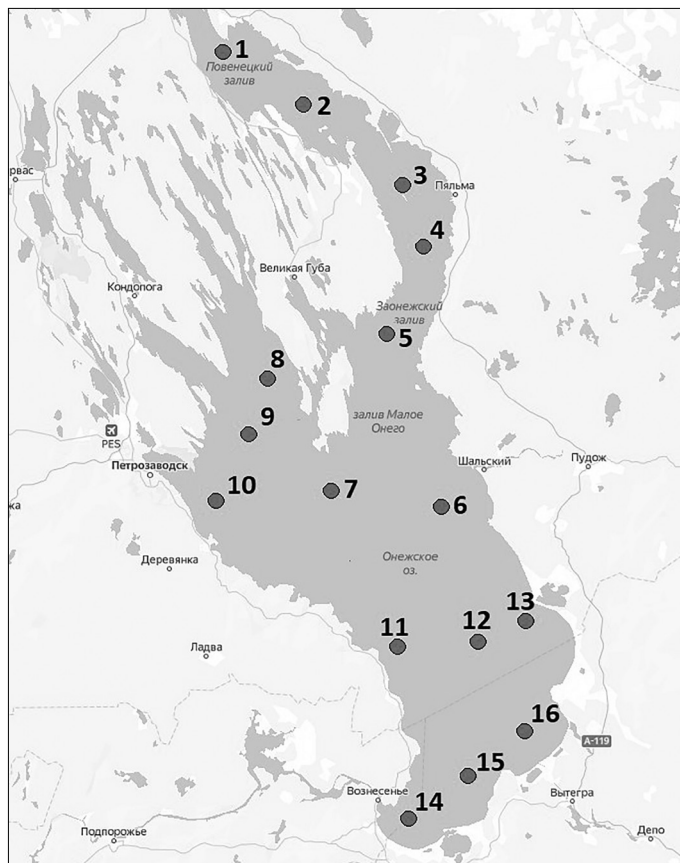 1
Повенецкий
залив
2
рвас
3
Пяльма
4
Великая Губа
Кондопога
Заонежский
залив
5
8
залив Малое
Онего
9
PES
Петрозаводск
Шальский
Пудож
10
7
6
жа
Деревянка
Онежское
оз.
13
12
11
Ладва
16
А-119
15
Вознесенье
14
Вытегра
Подпорожье
Депо